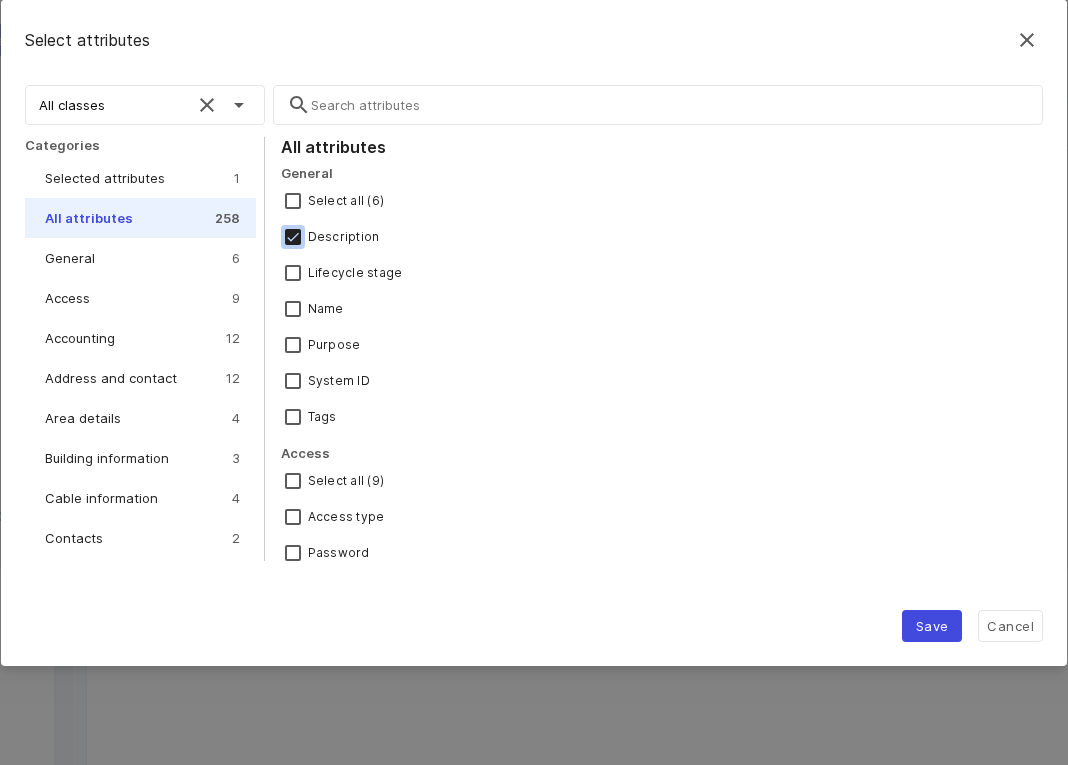 Select attributes
All classes
Search attributes
Categories
Selected attributes 1
All attributes 258
General 6
Access 9
Accounting 12
Address and contact 12
Area details 4
Building information 3
Cable information 4
Contacts 2
All attributes
General
Select all (6)
Description
Lifecycle stage
Name
Purpose
System ID
Tags
Access
Select all (9)
Access type
Password
Save
Cancel